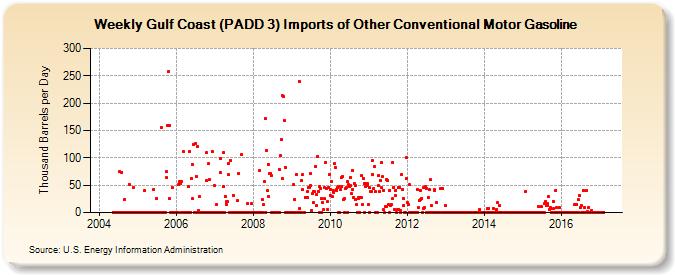 Weekly Gulf Coast (PADD 3) Imports of Other Conventional Motor Gasoline
Thousand Barrels per Day
300
250
200
150
100
50
0
2004 2006 2008 2010 2012 2014 2016
Source: U.S. Energy Information Administration